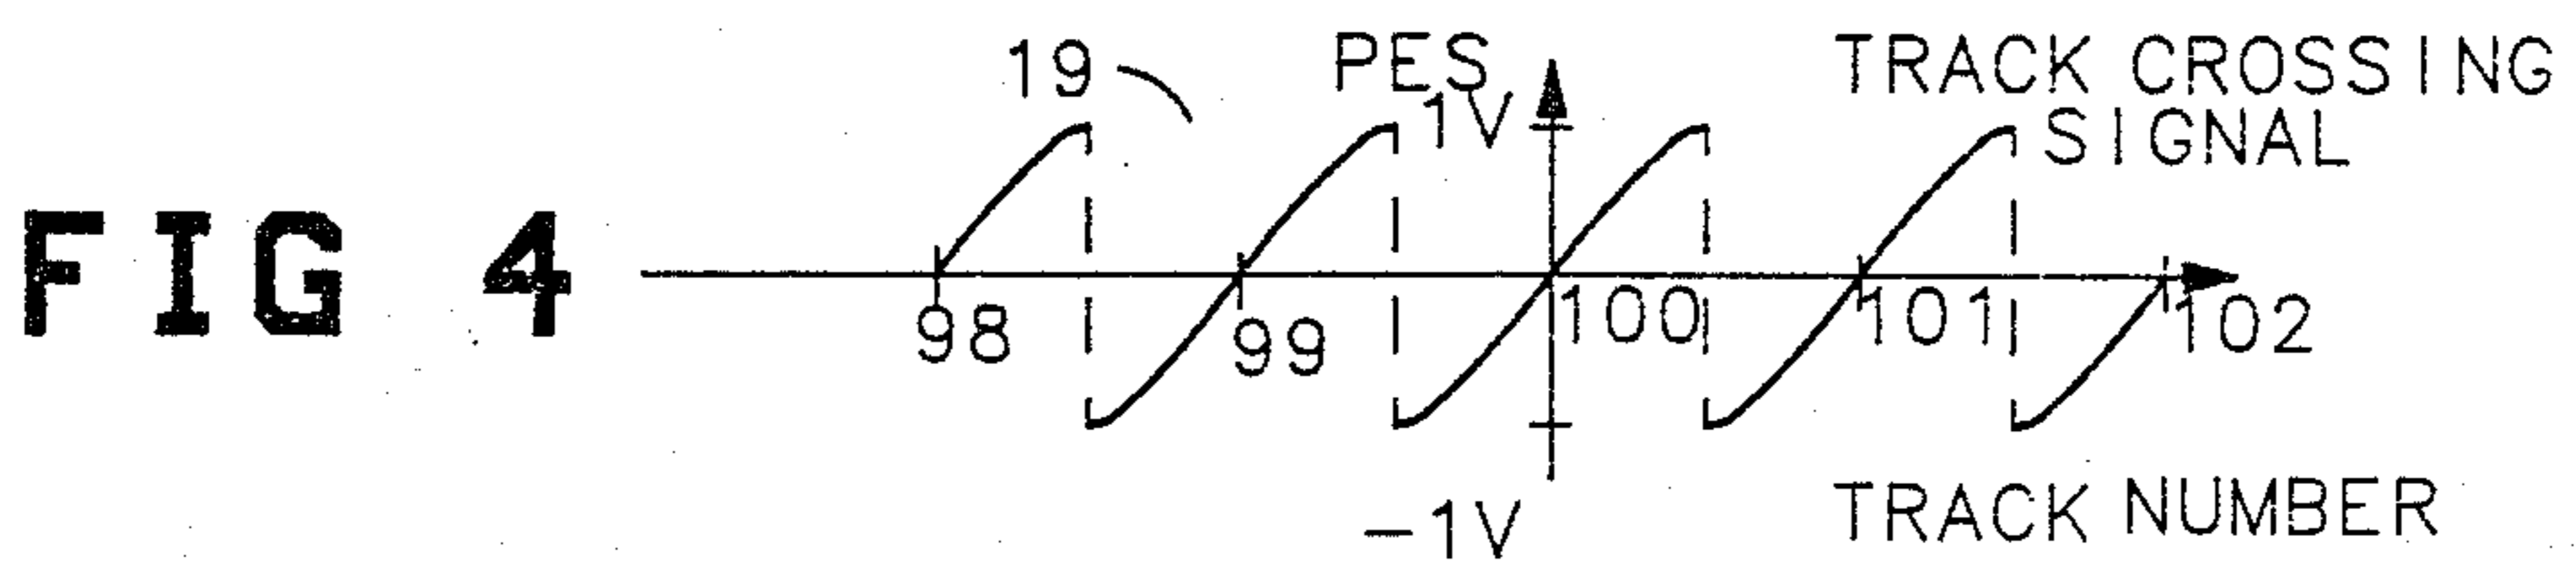 FIG 4
19
PES
1V
TRACK CROSSING
SIGNAL
98
99
100
101
102
-1V
TRACK NUMBER